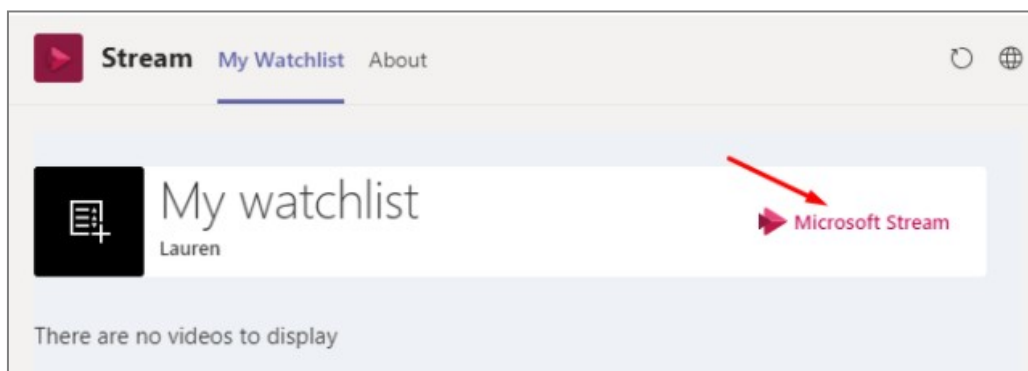 Stream My Watchlist About
My watchlist
Lauren
Microsoft Stream
There are no videos to display